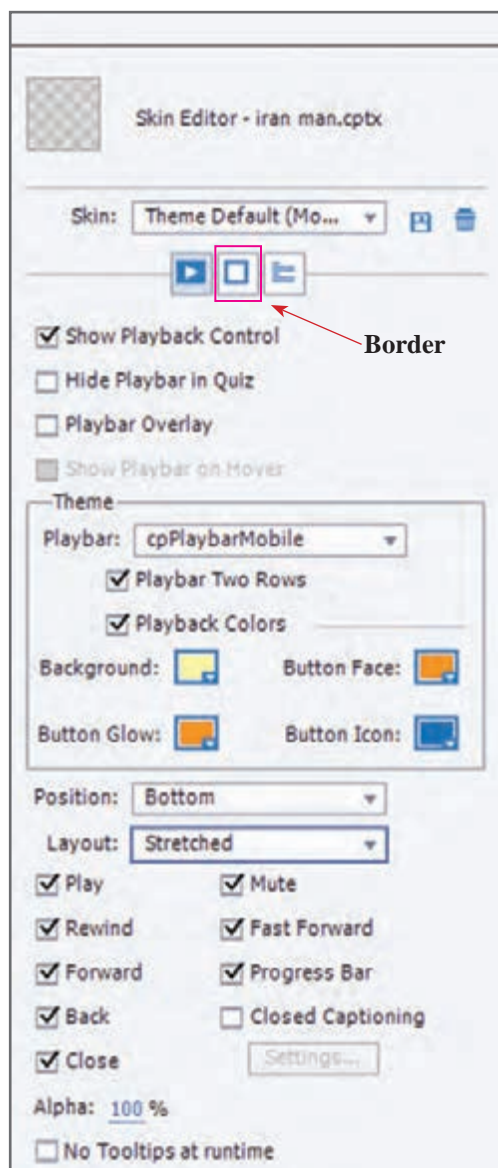 Skin Editor - iran man.cptx
Skin: Theme Default (Mo...
Border
Show Playback Control
Hide Playbar in Quiz
Playbar Overlay
Show Playbar on Hover
Theme
Playbar: cpPlaybarMobile
Playbar Two Rows
Playback Colors
Background: Button Face:
Button Glow: Button Icon:
Position: Bottom
Layout: Stretched
Play Mute
Rewind Fast Forward
Forward Progress Bar
Back Closed Captioning
Close Settings...
Alpha: 100 %
No Tooltips at runtime